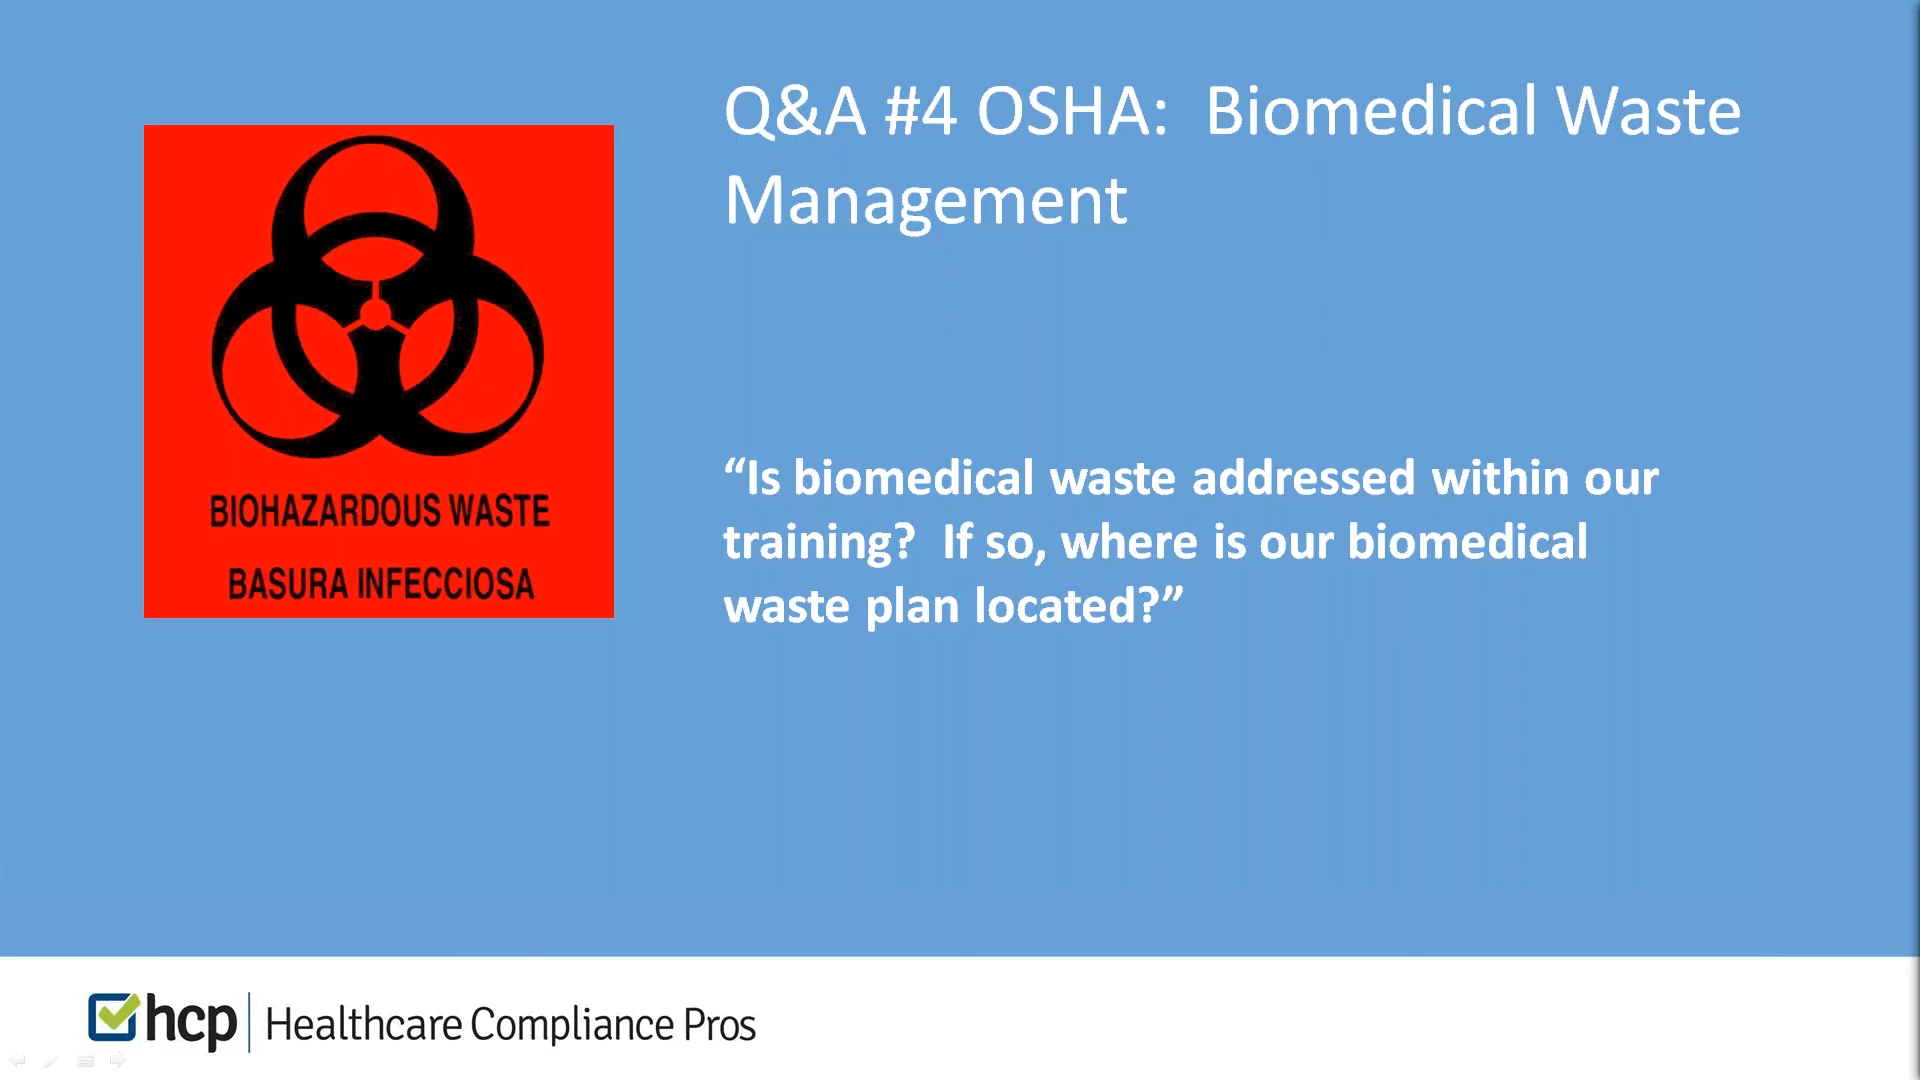 Q&A #4 OSHA:  Biomedical Waste
Management
BIOHAZARDOUS WASTE
BASURA INFECCIOSA
“Is biomedical waste addressed within our
training?  If so, where is our biomedical
waste plan located?”
hcp | Healthcare Compliance Pros